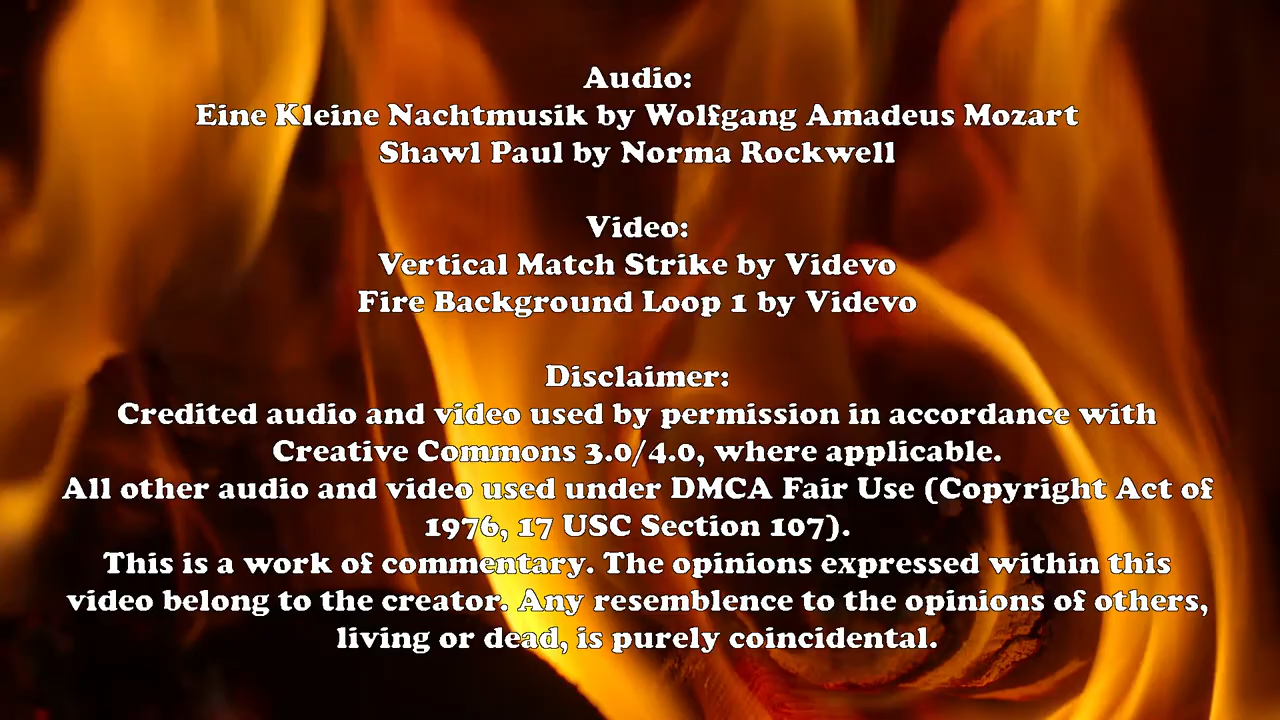 Audio:
Eine Kleine Nachtmusik by Wolfgang Amadeus Mozart
Shawl Paul by Norma Rockwell
Video:
Vertical Match Strike by Videvo
Fire Background Loop 1 by Videvo
Disclaimer:
Credited audio and video used by permission in accordance with
Creative Commons 3.0/4.0, where applicable.
All other audio and video used under DMCA Fair Use (Copyright Act of
1976, 17 USC Section 107).
This is a work of commentary. The opinions expressed within this
video belong to the creator. Any resemblence to the opinions of others,
living or dead, is purely coincidental.